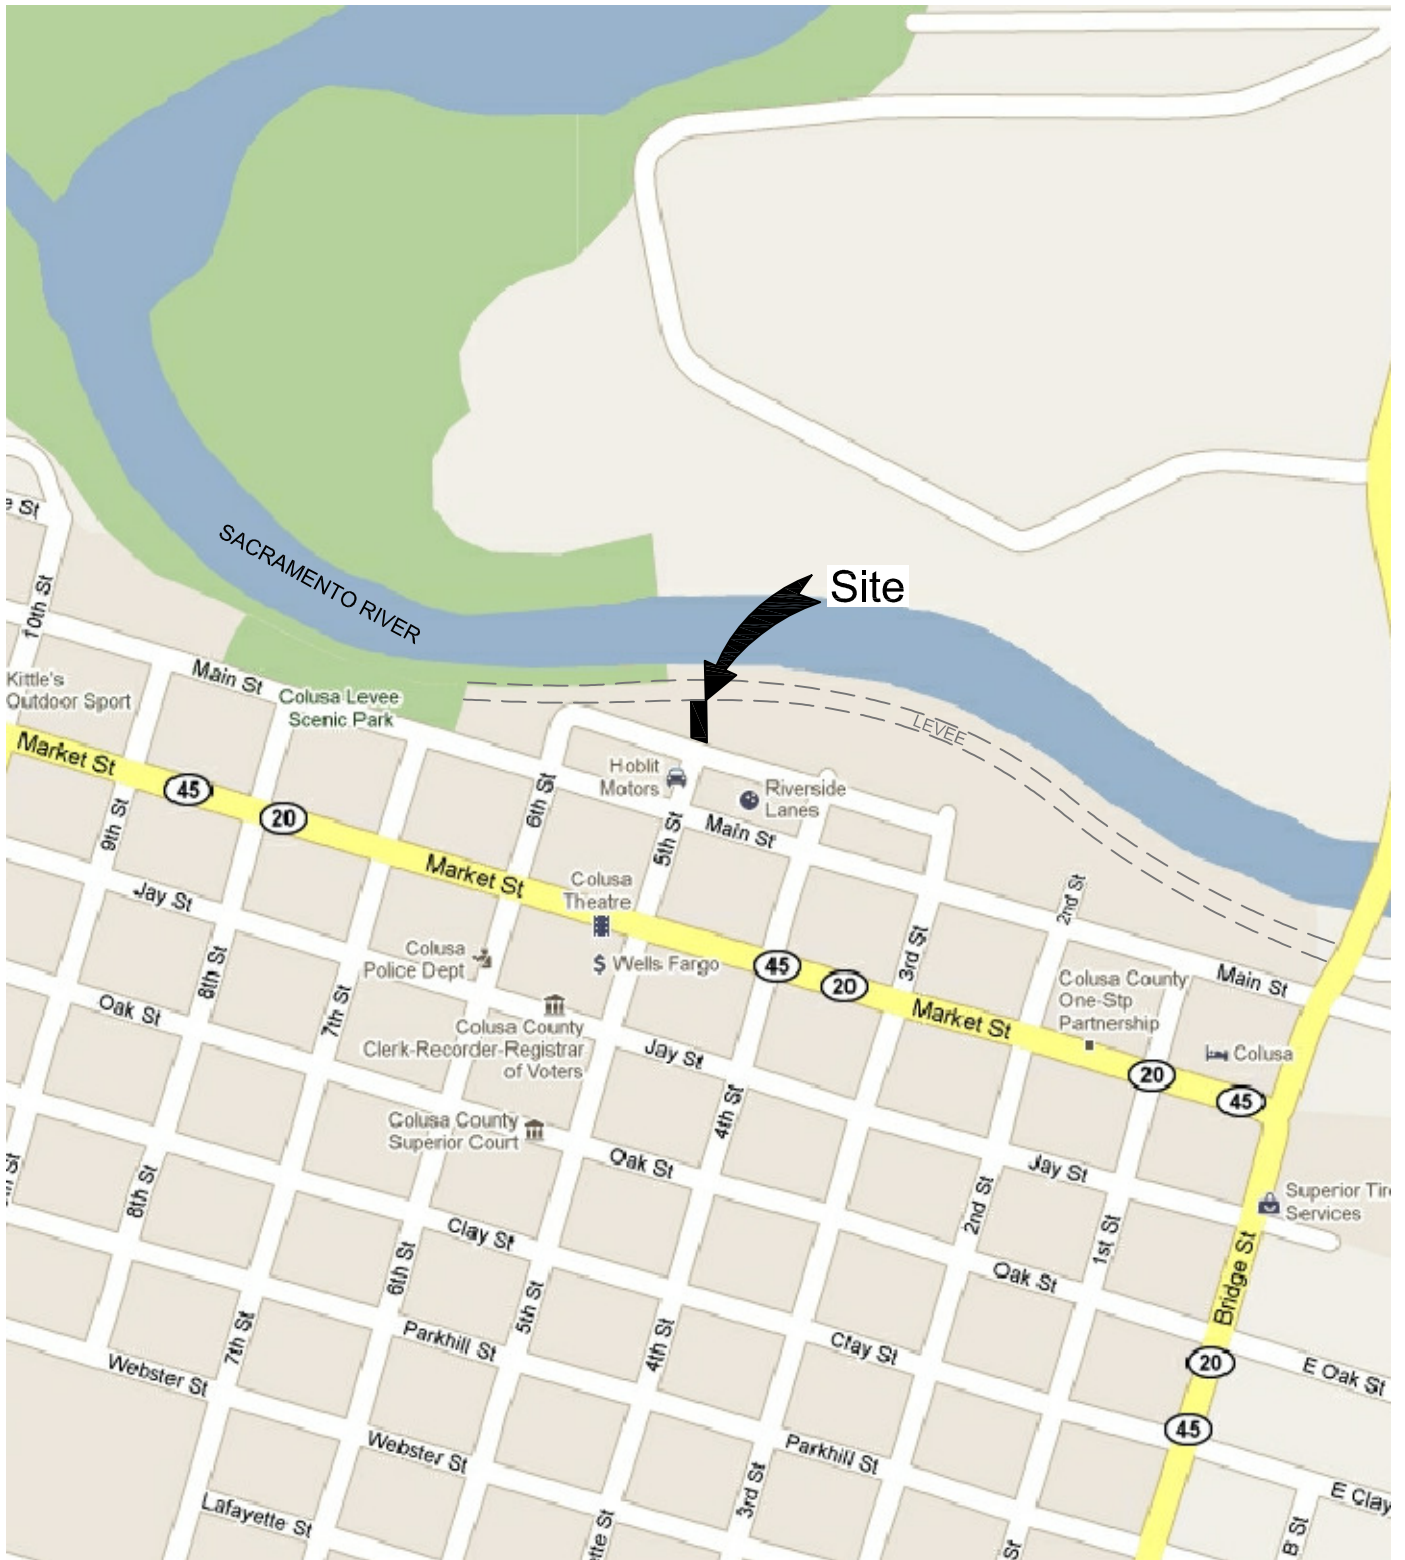 e St
SACRAMENTO RIVER
Site
10th St
Kittle's
Outdoor Sport
Main St
Colusa Levee
Scenic Park
LEVEE
Market St
45
20
Hoblit
Motors
Riverside
Lanes
6th St
5th St
Main St
9th St
Market St
Colusa
Theatre
Jay St
2nd St
Colusa
Police Dept
$ Wells Fargo
45
20
3rd St
8th St
Main St
Colusa County
One-Stp
Partnership
Oak St
7th St
Market St
Colusa County
Clerk-Recorder-Registrar
of Voters
Jay St
Colusa
20
45
4th St
Colusa County
Superior Court
Oak St
Jay St
8th St
2nd St
Superior Tir
Services
Clay St
1st St
6th St
Oak St
Bridge St
5th St
7th St
Parkhill St
4th St
Clay St
20
E Oak St
Webster St
45
Webster St
Parkhill St
3rd St
E Clay
Lafayette St
tte St
St
B St